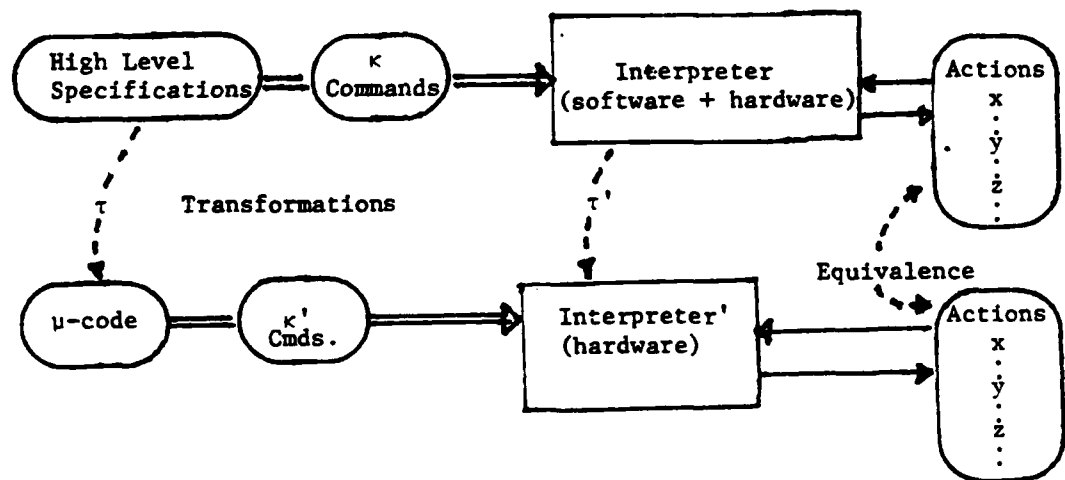 High Level
Specifications
κ
Commands
Interpreter
(software + hardware)
Actions
x
.
ẏ
.
ż
.
.
τ
Transformations
τ'
Equivalence
μ-code
κ'
Cmds.
Interpreter'
(hardware)
Actions
x
.
ẏ
.
ż
.
.